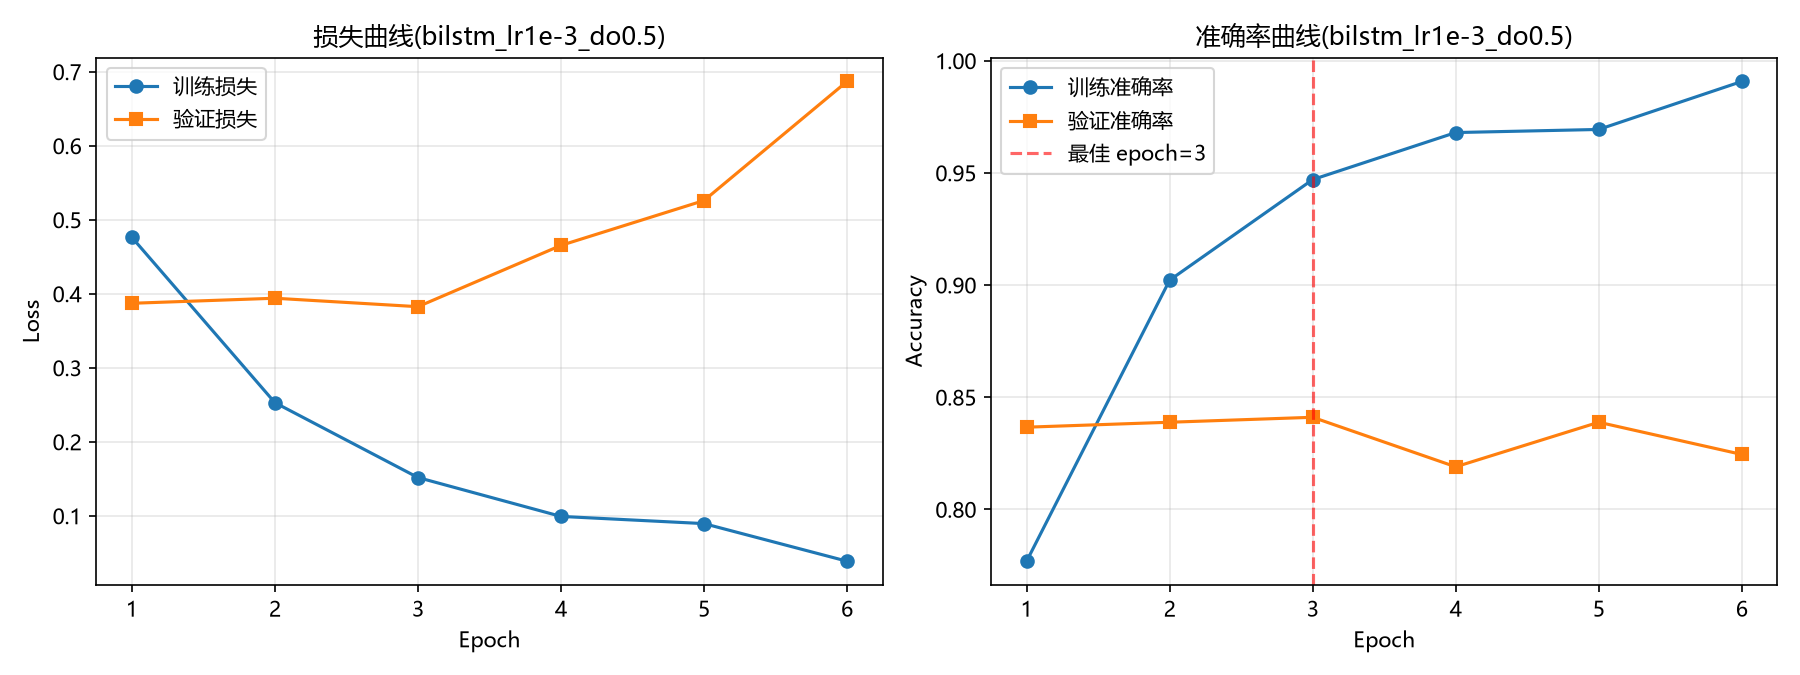 损失曲线(bilstm_lr1e-3_do0.5)
训练损失
验证损失
0.7
0.6
0.5
0.4
0.3
0.2
0.1
Loss
1 2 3 4 5 6
Epoch
准确率曲线(bilstm_lr1e-3_do0.5)
训练准确率
验证准确率
最佳 epoch=3
1.00
0.95
0.90
0.85
0.80
Accuracy
1 2 3 4 5 6
Epoch